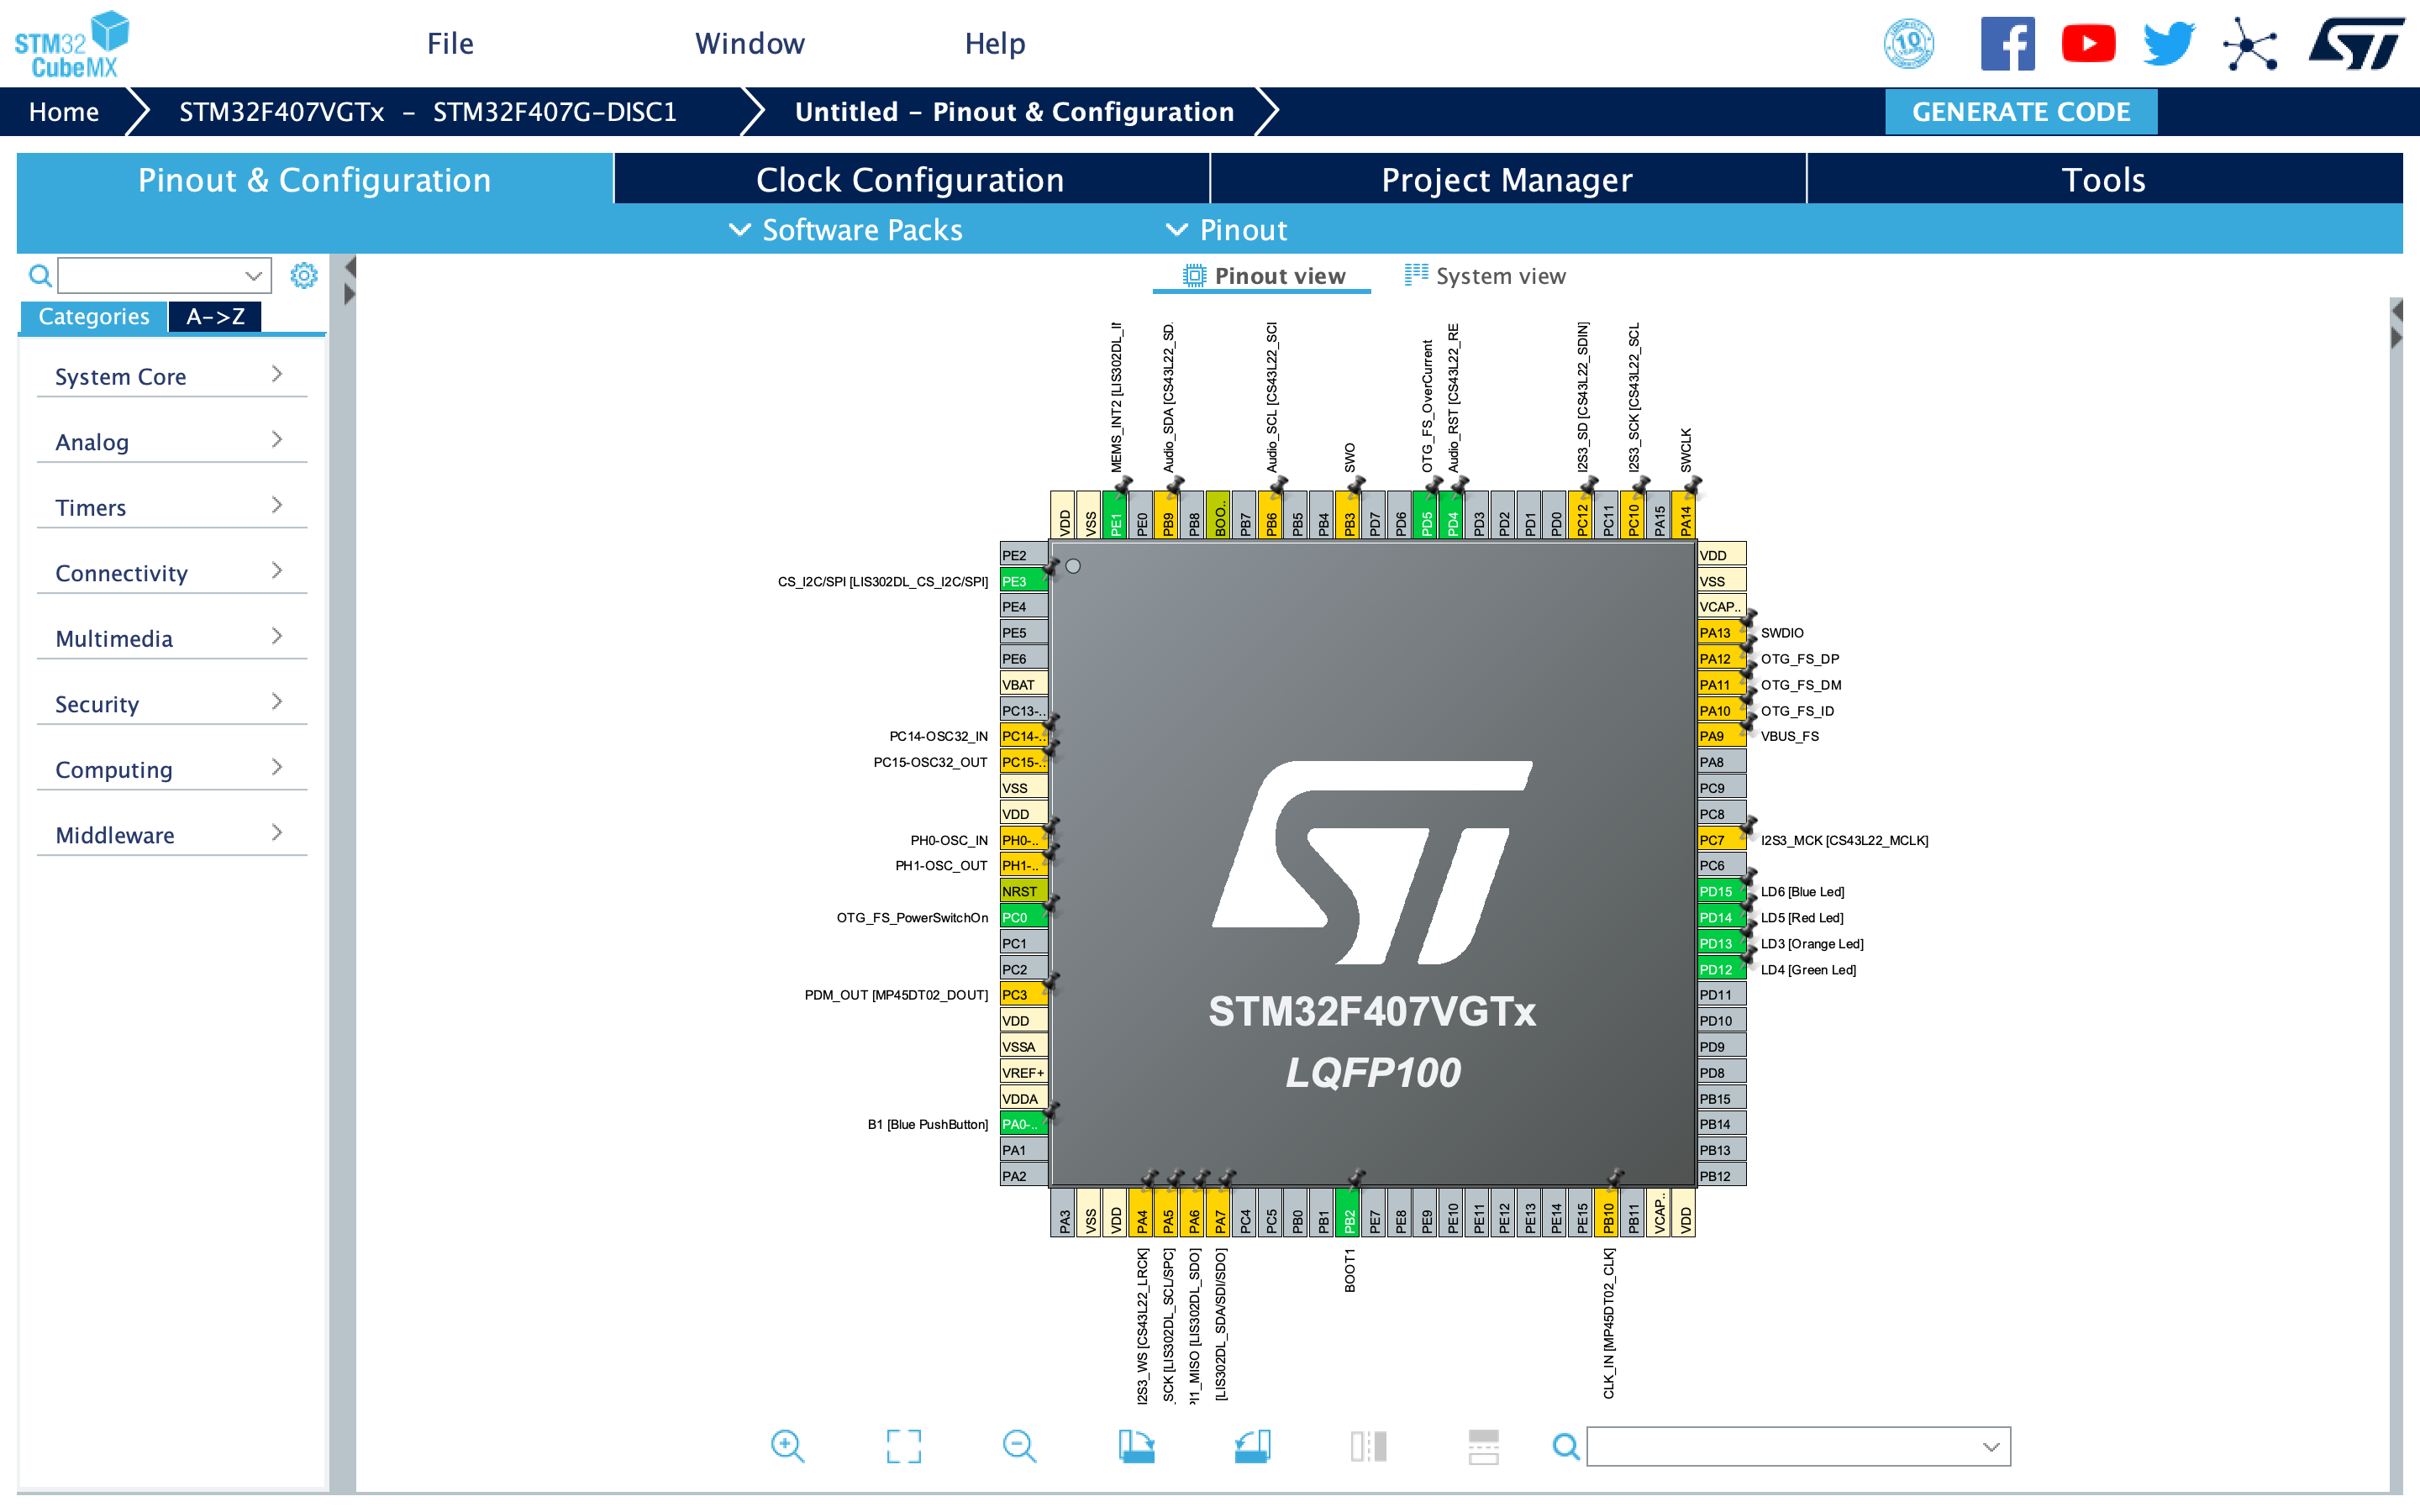 STM32
CubeMX
File
Window
Help
10
ST
Home
STM32F407VGTx - STM32F407G-DISC1
Untitled - Pinout & Configuration
GENERATE CODE
Pinout & Configuration
Clock Configuration
Project Manager
Tools
Software Packs
Pinout
Categories
A->Z
System Core
Analog
Timers
Connectivity
Multimedia
Security
Computing
Middleware
Pinout view
System view
MEMS_INT2 [LIS302DL_I
Audio_SDA [CS43L22_SD
Audio_SCL [CS43L22_SCI
SWO
OTG_FS_OverCurrent
Audio_RST [CS43L22_RE
I2S3_SD [CS43L22_SDIN]
I2S3_SCK [CS43L22_SCL
SWCLK
VDD
VSS
PE1
PE0
PB9
PB8
BOO..
PB7
PB6
PB5
PB4
PB3
PD7
PD6
PD5
PD4
PD3
PD2
PD1
PD0
PC12
PC11
PC10
PA15
PA14
PE2
CS_I2C/SPI [LIS302DL_CS_I2C/SPI] PE3
PE4
PE5
PE6
VBAT
PC13-..
PC14-OSC32_IN PC14-..
PC15-OSC32_OUT PC15-..
VSS
VDD
PH0-OSC_IN PH0-..
PH1-OSC_OUT PH1-..
NRST
OTG_FS_PowerSwitchOn PC0
PC1
PC2
PDM_OUT [MP45DT02_DOUT] PC3
VDD
VSSA
VREF+
VDDA
B1 [Blue PushButton] PA0-..
PA1
PA2
ST
STM32F407VGTx
LQFP100
VDD
VSS
VCAP..
PA13 SWDIO
PA12 OTG_FS_DP
PA11 OTG_FS_DM
PA10 OTG_FS_ID
PA9 VBUS_FS
PA8
PC9
PC8
PC7 I2S3_MCK [CS43L22_MCLK]
PC6
PD15 LD6 [Blue Led]
PD14 LD5 [Red Led]
PD13 LD3 [Orange Led]
PD12 LD4 [Green Led]
PD11
PD10
PD9
PD8
PB15
PB14
PB13
PB12
PA3
VSS
VDD
PA4
PA5
PA6
PA7
PC4
PC5
PB0
PB1
PB2
PE7
PE8
PE9
PE10
PE11
PE12
PE13
PE14
PE15
PB10
PB11
VCAP..
VDD
I2S3_WS [CS43L22_LRCK]
_SCK [LIS302DL_SCL/SPC]
PI1_MISO [LIS302DL_SDO]
[LIS302DL_SDA/SDI/SDO]
BOOT1
CLK_IN [MP45DT02_CLK]